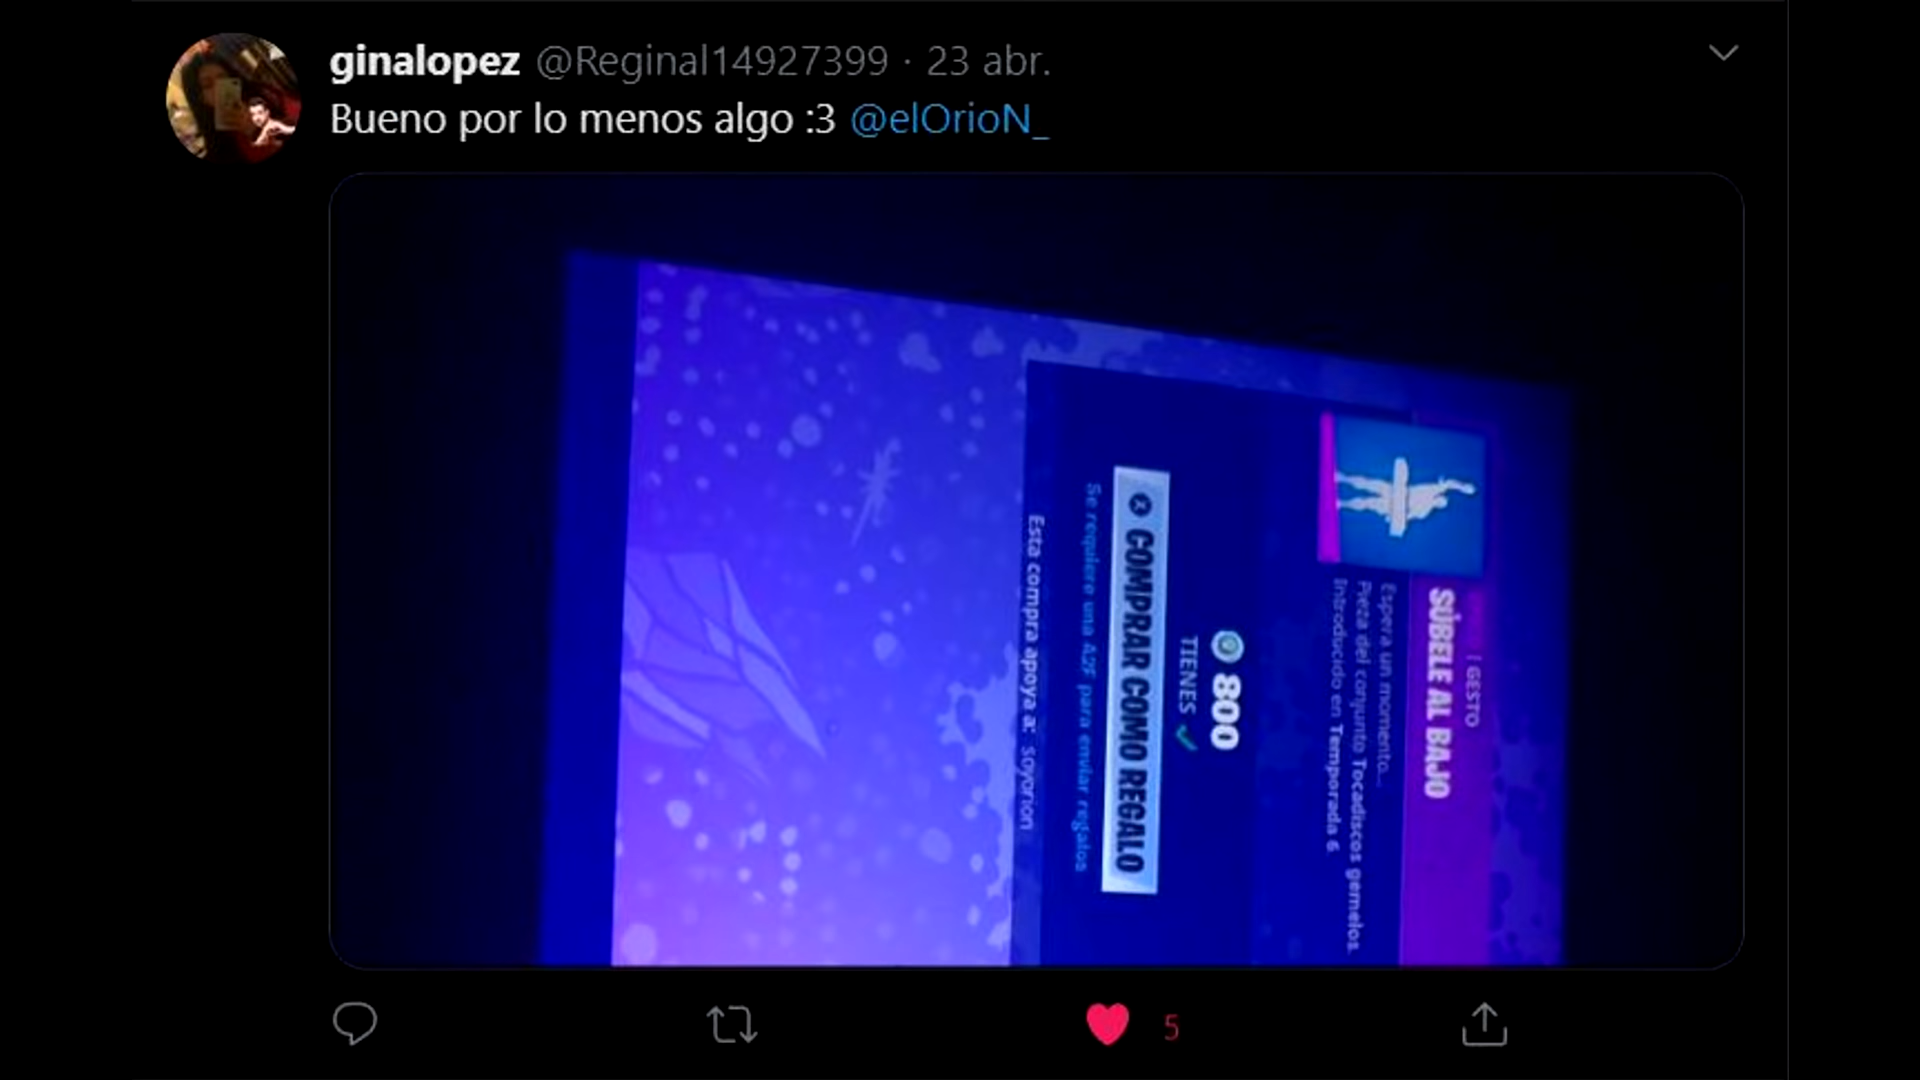 ginalopez @Reginal14927399 · 23 abr.
Bueno por lo menos algo :3 @elOrioN_
| GESTO
SÚBELE AL BAJO
Espera un momento...
Pieza del conjunto Tocadiscos gemelos.
Introducido en Temporada 6.
800
TIENES
COMPRAR COMO REGALO
Se requiere una A2F para enviar regalos
Esta compra apoya a: Soyorion
5